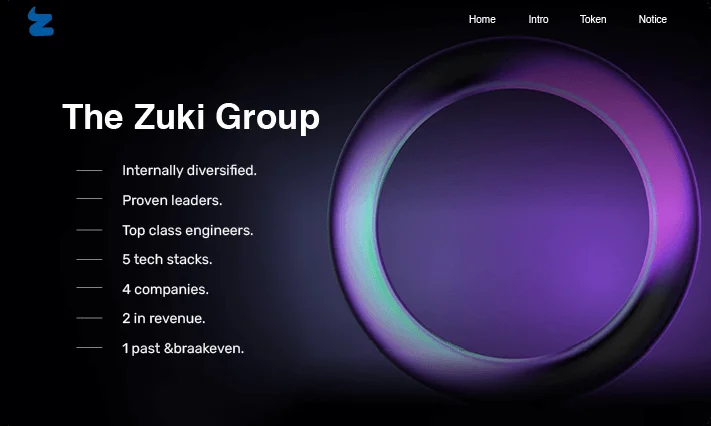 Home Intro Token Notice
The Zuki Group
Internally diversified.
Proven leaders.
Top class engineers.
5 tech stacks.
4 companies.
2 in revenue.
1 past &braakeven.